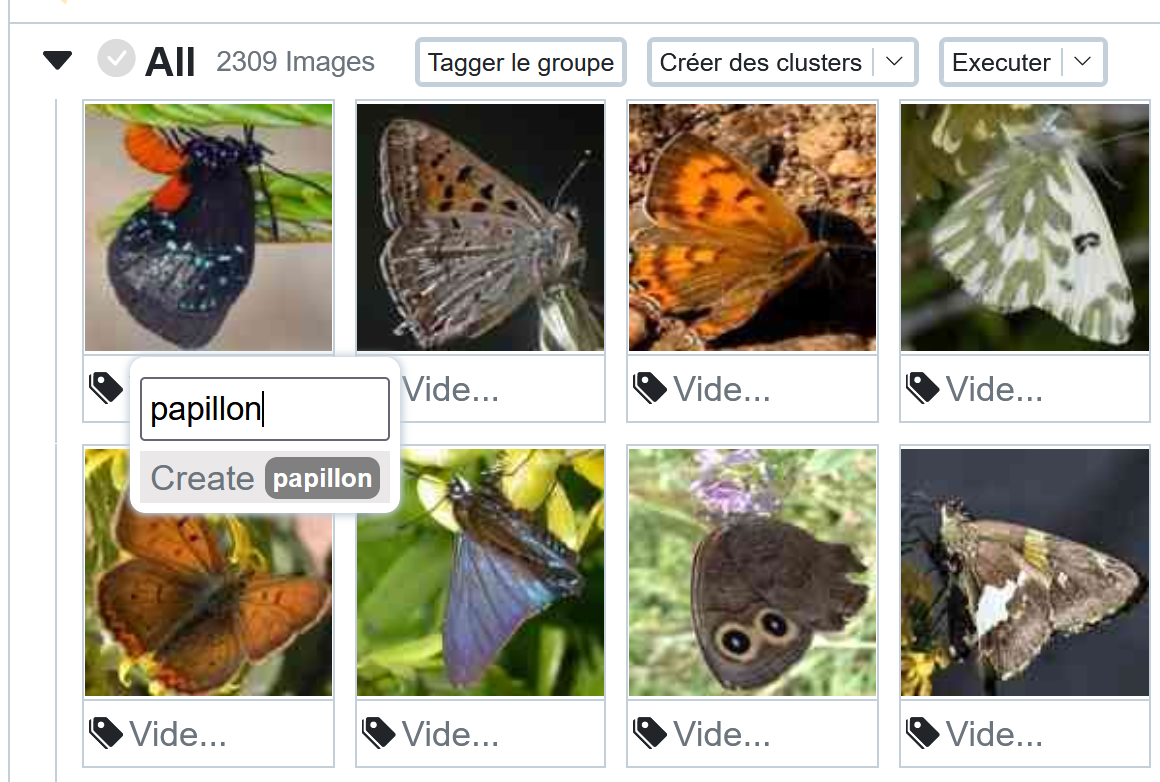 All 2309 Images Tagger le groupe Créer des clusters Executer
papillon Vide... Vide... Vide...
Create papillon
Vide... Vide... Vide... Vide...